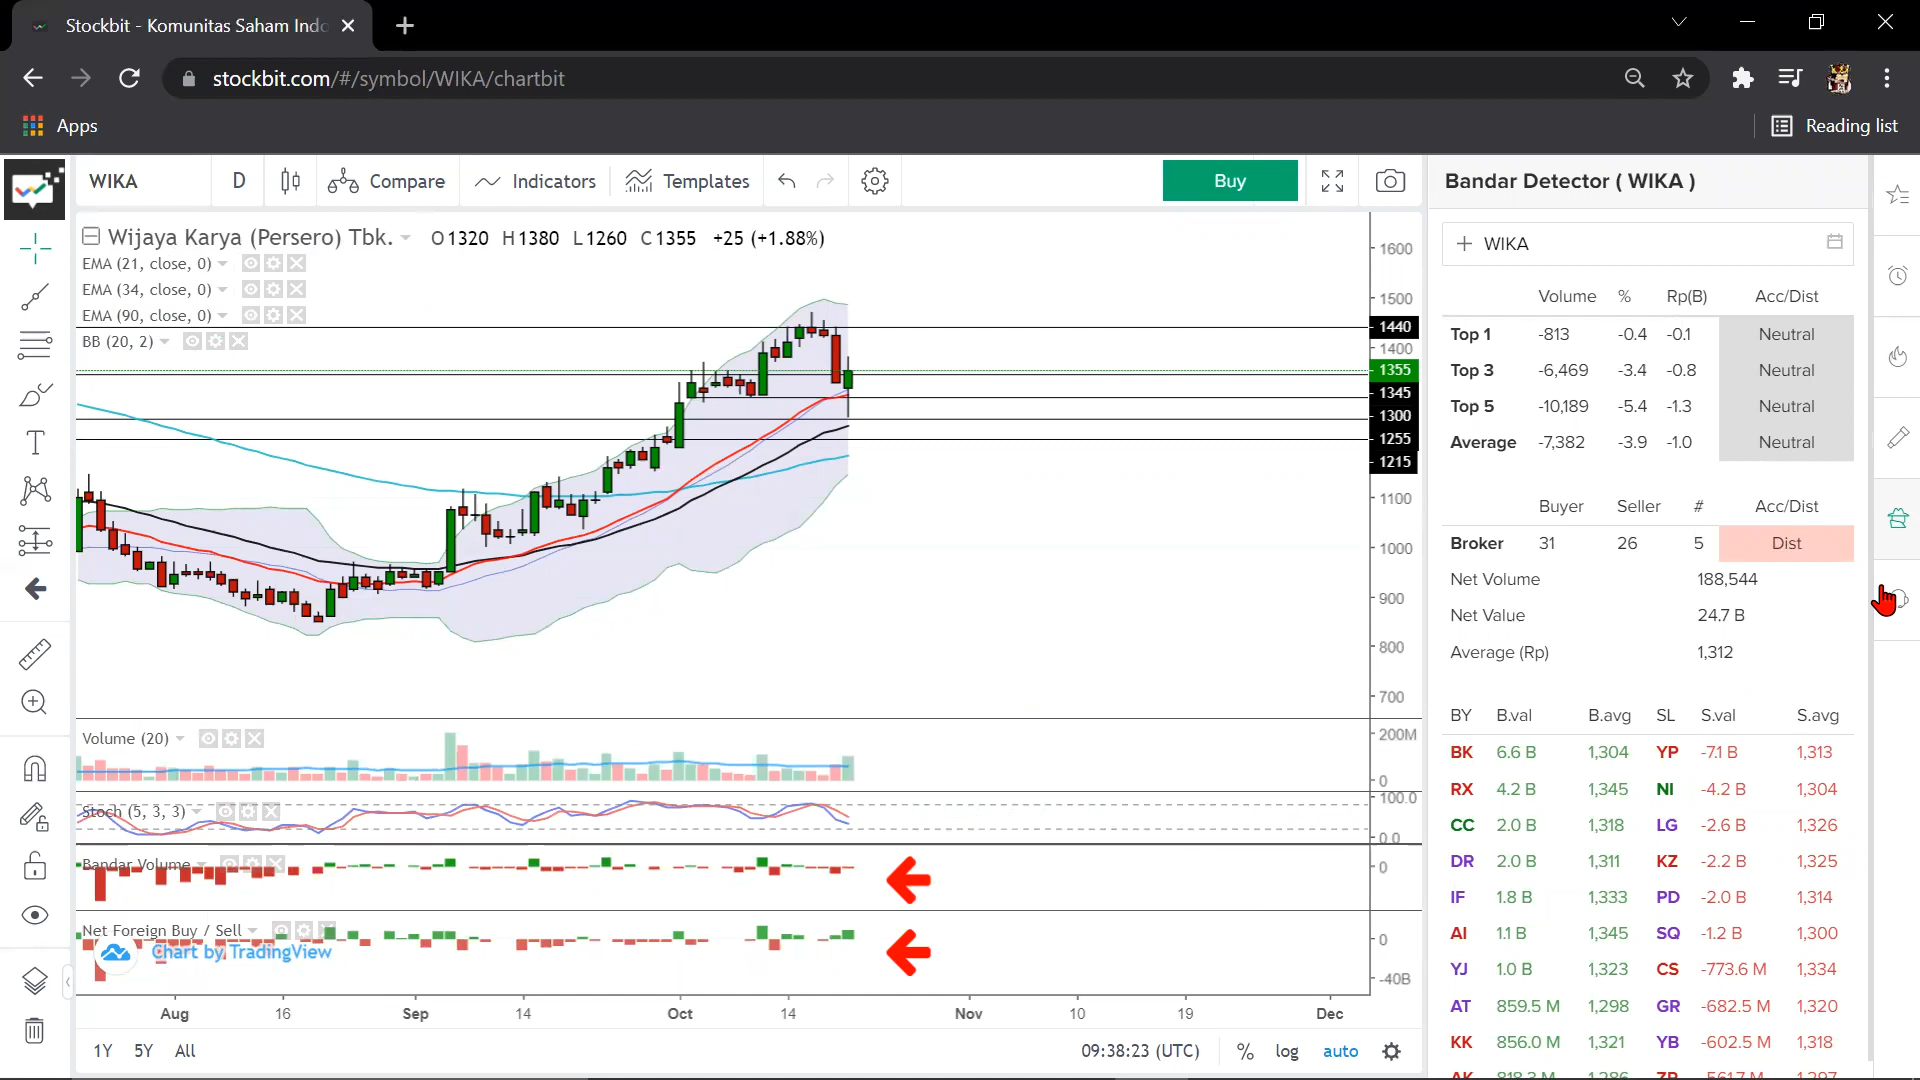 Stockbit - Komunitas Saham Indo
stockbit.com/#/symbol/WIKA/chartbit
Apps
Reading list
WIKA D Compare Indicators Templates Buy
Wijaya Karya (Persero) Tbk. O1320 H1380 L1260 C1355 +25 (+1.88%)
EMA (21, close, 0)
EMA (34, close, 0)
EMA (90, close, 0)
BB (20, 2)
1600
1500
1440
1400
1355
1345
1300
1255
1215
1100
1000
900
800
700
Volume (20)
200M
0
Stoch (5, 3, 3)
100.0
0.0
Bandar Volume
0
Net Foreign Buy / Sell
0
-40B
Chart by TradingView
Aug 16 Sep 14 Oct 14 Nov 10 19 Dec
1Y 5Y All 09:38:23 (UTC) % log auto
Bandar Detector ( WIKA )
WIKA
Volume % Rp(B) Acc/Dist
Top 1 -813 -0.4 -0.1 Neutral
Top 3 -6,469 -3.4 -0.8 Neutral
Top 5 -10,189 -5.4 -1.3 Neutral
Average -7,382 -3.9 -1.0 Neutral
Buyer Seller # Acc/Dist
Broker 31 26 5 Dist
Net Volume 188,544
Net Value 24.7 B
Average (Rp) 1,312
BY B.val B.avg SL S.val S.avg
BK 6.6 B 1,304 YP -7.1 B 1,313
RX 4.2 B 1,345 NI -4.2 B 1,304
CC 2.0 B 1,318 LG -2.6 B 1,326
DR 2.0 B 1,311 KZ -2.2 B 1,325
IF 1.8 B 1,333 PD -2.0 B 1,314
AI 1.1 B 1,345 SQ -1.2 B 1,300
YJ 1.0 B 1,323 CS -773.6 M 1,334
AT 859.5 M 1,298 GR -682.5 M 1,320
KK 856.0 M 1,321 YB -602.5 M 1,318